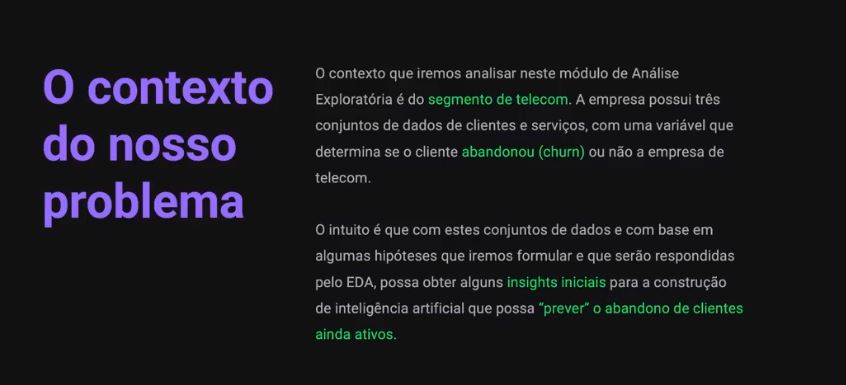 O contexto
do nosso
problema
O contexto que iremos analisar neste módulo de Análise
Exploratória é do segmento de telecom. A empresa possui três
conjuntos de dados de clientes e serviços, com uma variável que
determina se o cliente abandonou (churn) ou não a empresa de
telecom.
O intuito é que com estes conjuntos de dados e com base em
algumas hipóteses que iremos formular e que serão respondidas
pelo EDA, possa obter alguns insights iniciais para a construção
de inteligência artificial que possa “prever” o abandono de clientes
ainda ativos.